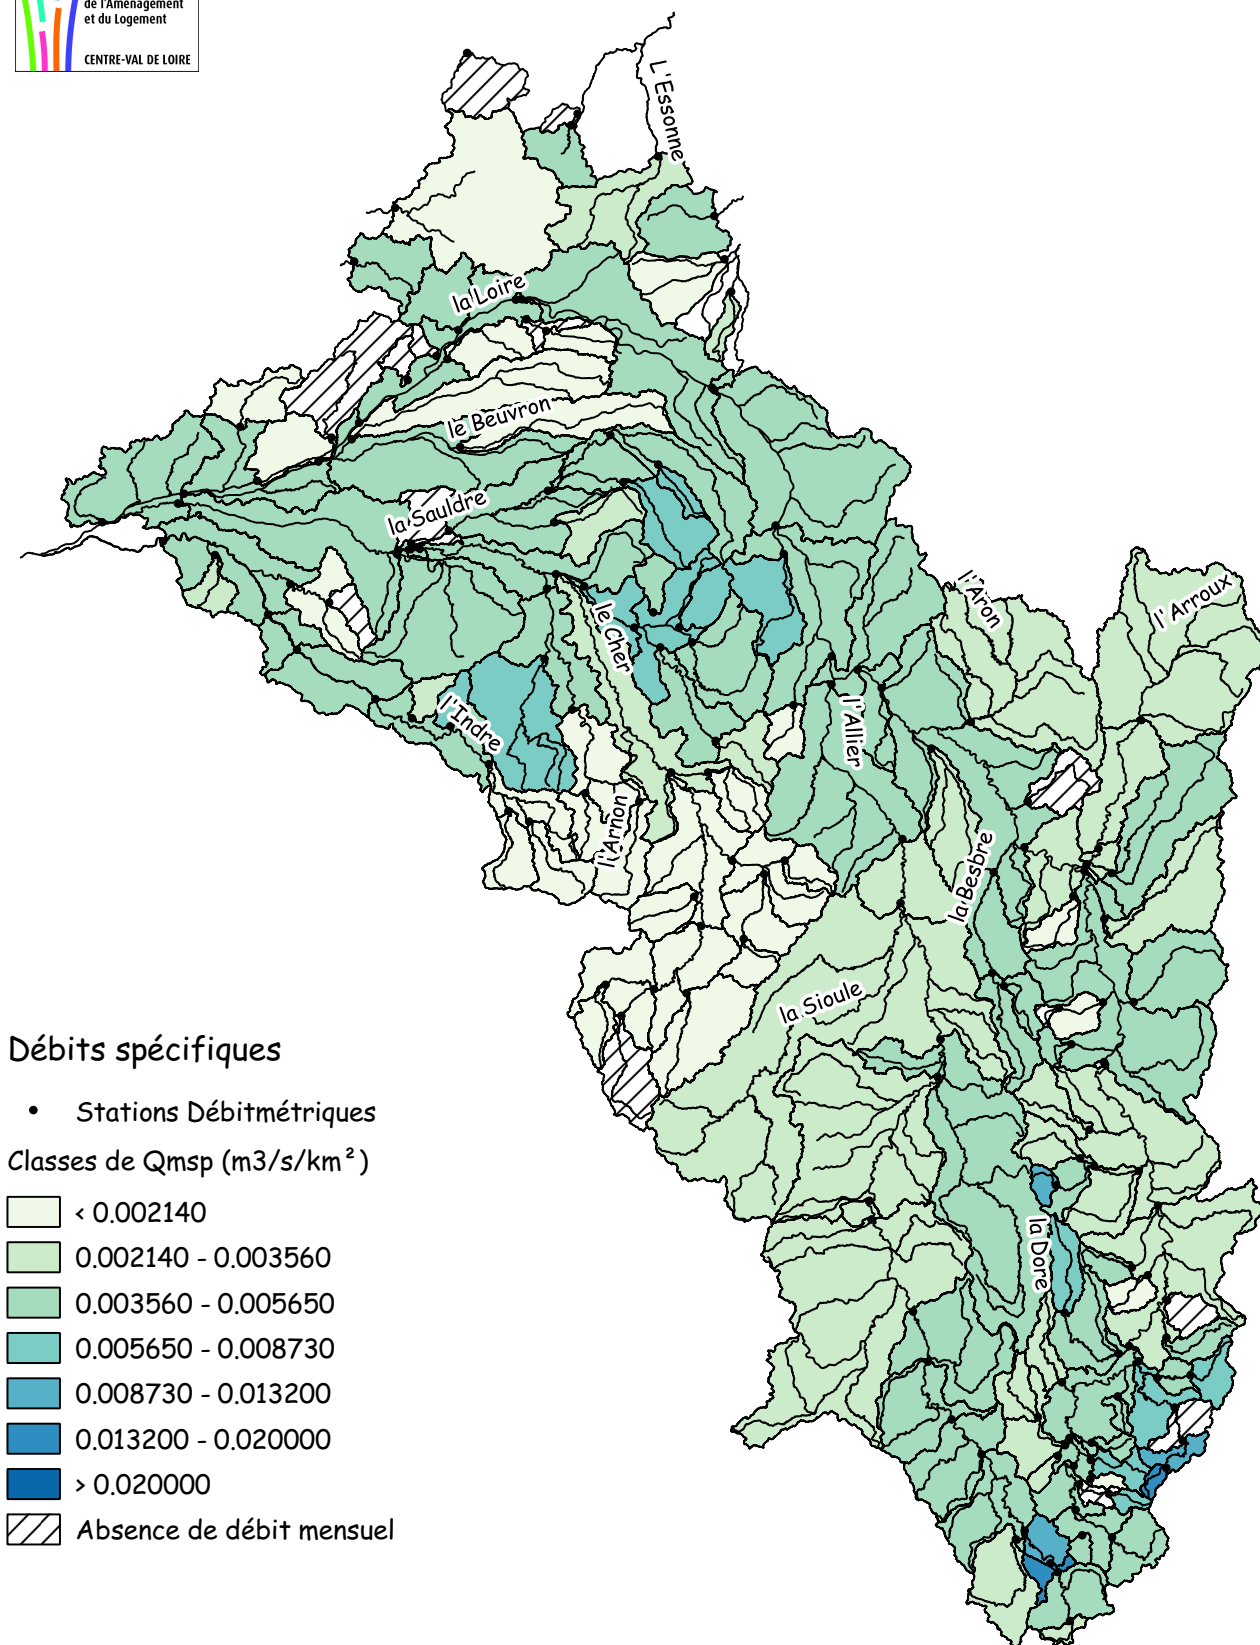 de l'Aménagement
et du Logement
CENTRE-VAL DE LOIRE
L'Essonne
la Loire
le Beuvron
la Sauldre
l'Aron
l' Arroux
le Cher
l'Indre
l'Allier
l'Arnon
la Besbre
la Sioule
la Dore
Débits spécifiques
Stations Débitmétriques
Classes de Qmsp (m3/s/km²)
< 0.002140
0.002140 - 0.003560
0.003560 - 0.005650
0.005650 - 0.008730
0.008730 - 0.013200
0.013200 - 0.020000
> 0.020000
Absence de débit mensuel